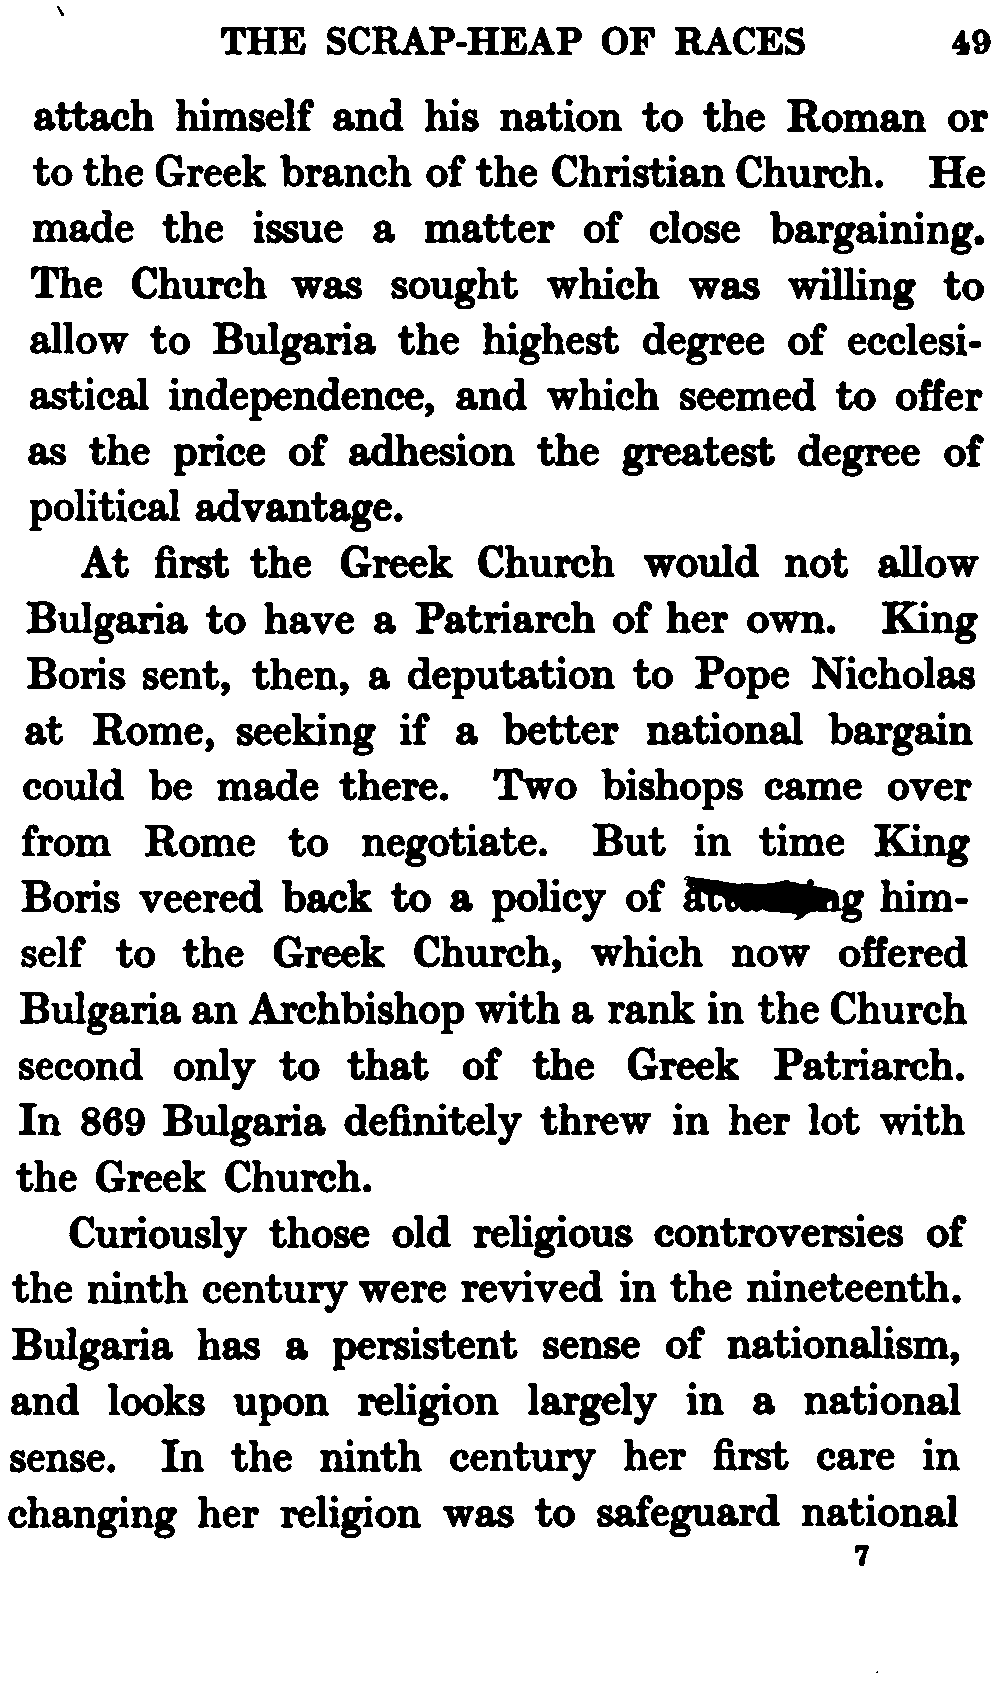 THE SCRAP-HEAP OF RACES 49
attach himself and his nation to the Roman or
to the Greek branch of the Christian Church. He
made the issue a matter of close bargaining.
The Church was sought which was willing to
allow to Bulgaria the highest degree of ecclesi-
astical independence, and which seemed to offer
as the price of adhesion the greatest degree of
political advantage.
At first the Greek Church would not allow
Bulgaria to have a Patriarch of her own. King
Boris sent, then, a deputation to Pope Nicholas
at Rome, seeking if a better national bargain
could be made there. Two bishops came over
from Rome to negotiate. But in time King
Boris veered back to a policy of him-
self to the Greek Church, which now offered
Bulgaria an Archbishop with a rank in the Church
second only to that of the Greek Patriarch.
In 869 Bulgaria definitely threw in her lot with
the Greek Church.
Curiously those old religious controversies of
the ninth century were revived in the nineteenth.
Bulgaria has a persistent sense of nationalism,
and looks upon religion largely in a national
sense. In the ninth century her first care in
changing her religion was to safeguard national
7